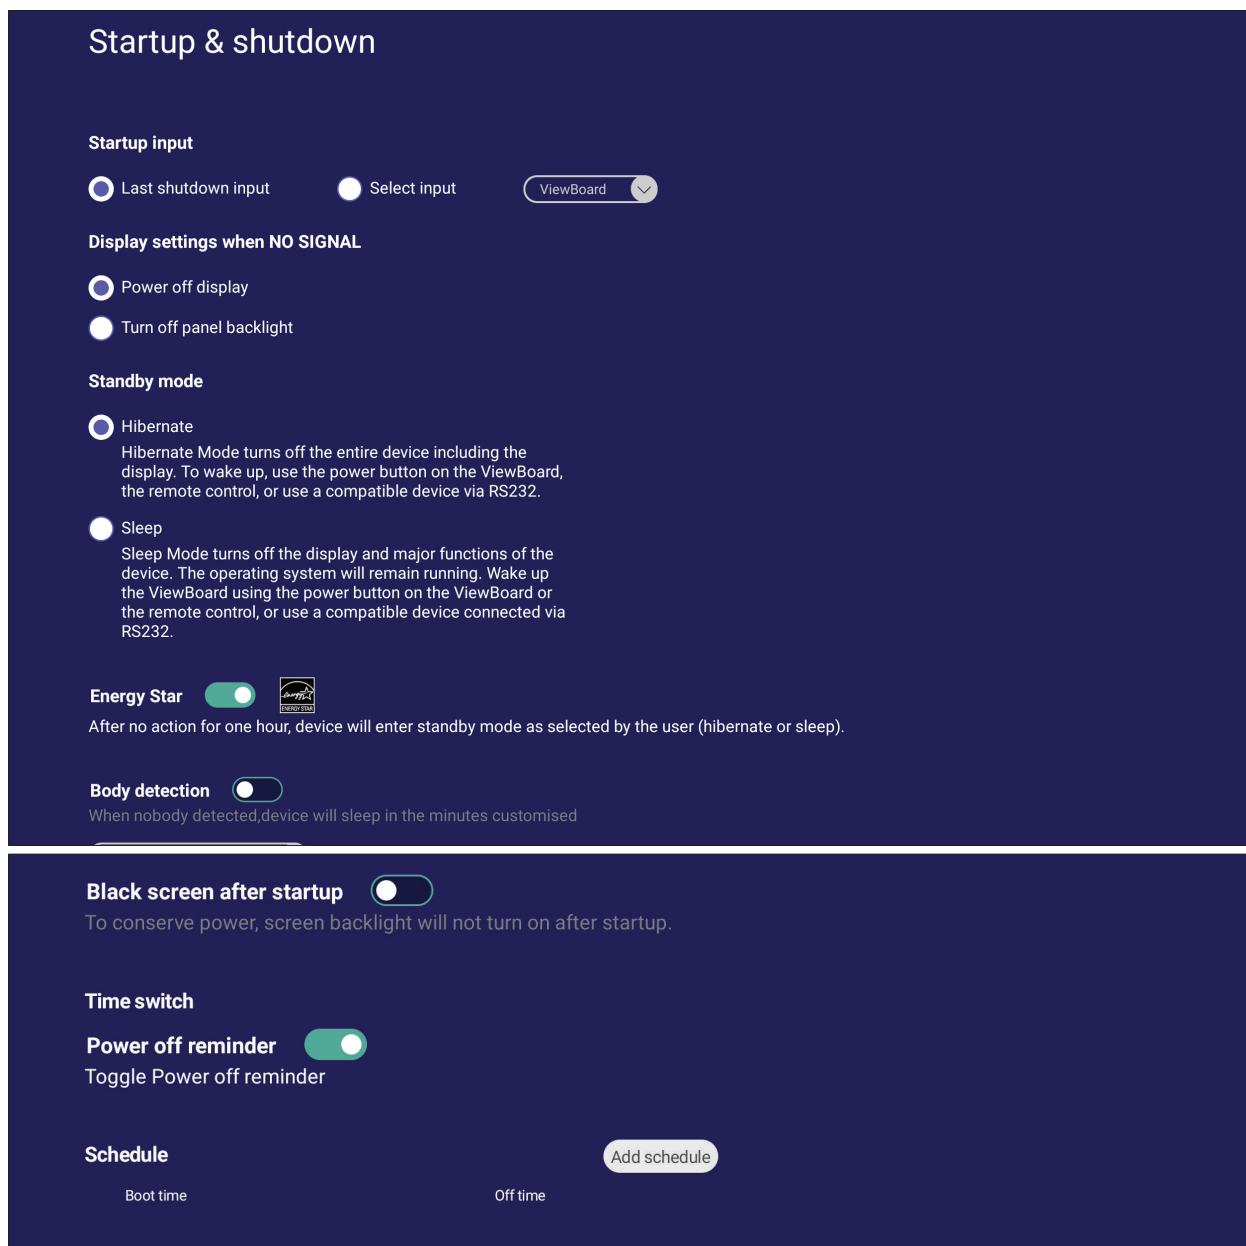 Startup & shutdown
Startup input
Last shutdown input
Select input
ViewBoard
Display settings when NO SIGNAL
Power off display
Turn off panel backlight
Standby mode
Hibernate
Hibernate Mode turns off the entire device including the
display. To wake up, use the power button on the ViewBoard,
the remote control, or use a compatible device via RS232.
Sleep
Sleep Mode turns off the display and major functions of the
device. The operating system will remain running. Wake up
the ViewBoard using the power button on the ViewBoard or
the remote control, or use a compatible device connected via
RS232.
Energy Star
energy
ENERGY STAR
After no action for one hour, device will enter standby mode as selected by the user (hibernate or sleep).
Body detection
When nobody detected,device will sleep in the minutes customised
Black screen after startup
To conserve power, screen backlight will not turn on after startup.
Time switch
Power off reminder
Toggle Power off reminder
Schedule
Add schedule
Boot time
Off time